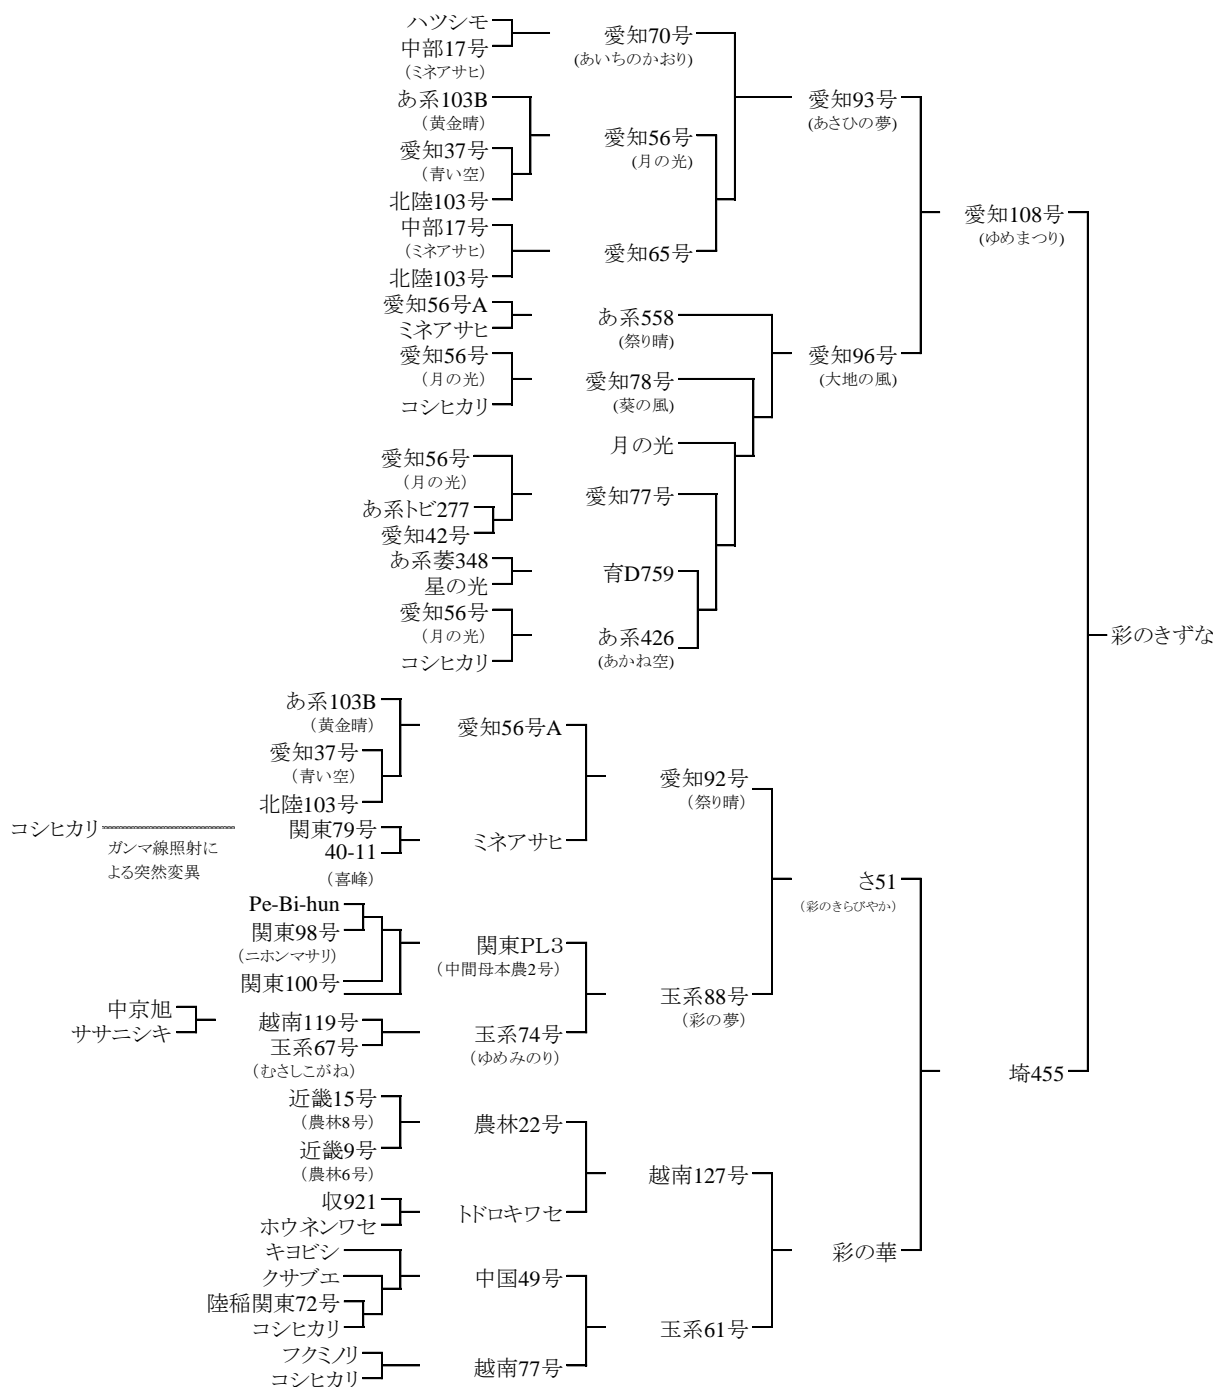 ハツシモ
中部17号
(ミネアサヒ)
あ系103B
(黄金晴)
愛知37号
(青い空)
北陸103号
中部17号
(ミネアサヒ)
北陸103号
愛知56号A
ミネアサヒ
愛知56号
(月の光)
コシヒカリ
愛知56号
(月の光)
あ系トビ277
愛知42号
あ系萎348
星の光
愛知56号
(月の光)
コシヒカリ
愛知70号
(あいちのかおり)
愛知56号
(月の光)
愛知65号
あ系558
(祭り晴)
愛知78号
(葵の風)
月の光
愛知77号
育D759
あ系426
(あかね空)
愛知93号
(あさひの夢)
愛知96号
(大地の風)
愛知108号
(ゆめまつり)
彩のきずな
コシヒカリ
ガンマ線照射に
よる突然変異
中京旭
ササニシキ
あ系103B
(黄金晴)
愛知37号
(青い空)
北陸103号
関東79号
40-11
(喜峰)
Pe-Bi-hun
関東98号
(ニホンマサリ)
関東100号
越南119号
玉系67号
(むさしこがね)
近畿15号
(農林8号)
近畿9号
(農林6号)
収921
ホウネンワセ
キヨビシ
クサブエ
陸稲関東72号
コシヒカリ
フクミノリ
コシヒカリ
愛知56号A
ミネアサヒ
関東PL3
(中間母本農2号)
玉系74号
(ゆめみのり)
農林22号
トドロキワセ
中国49号
越南77号
愛知92号
(祭り晴)
玉系88号
(彩の夢)
越南127号
玉系61号
さ51
(彩のきらびやか)
彩の華
埼455